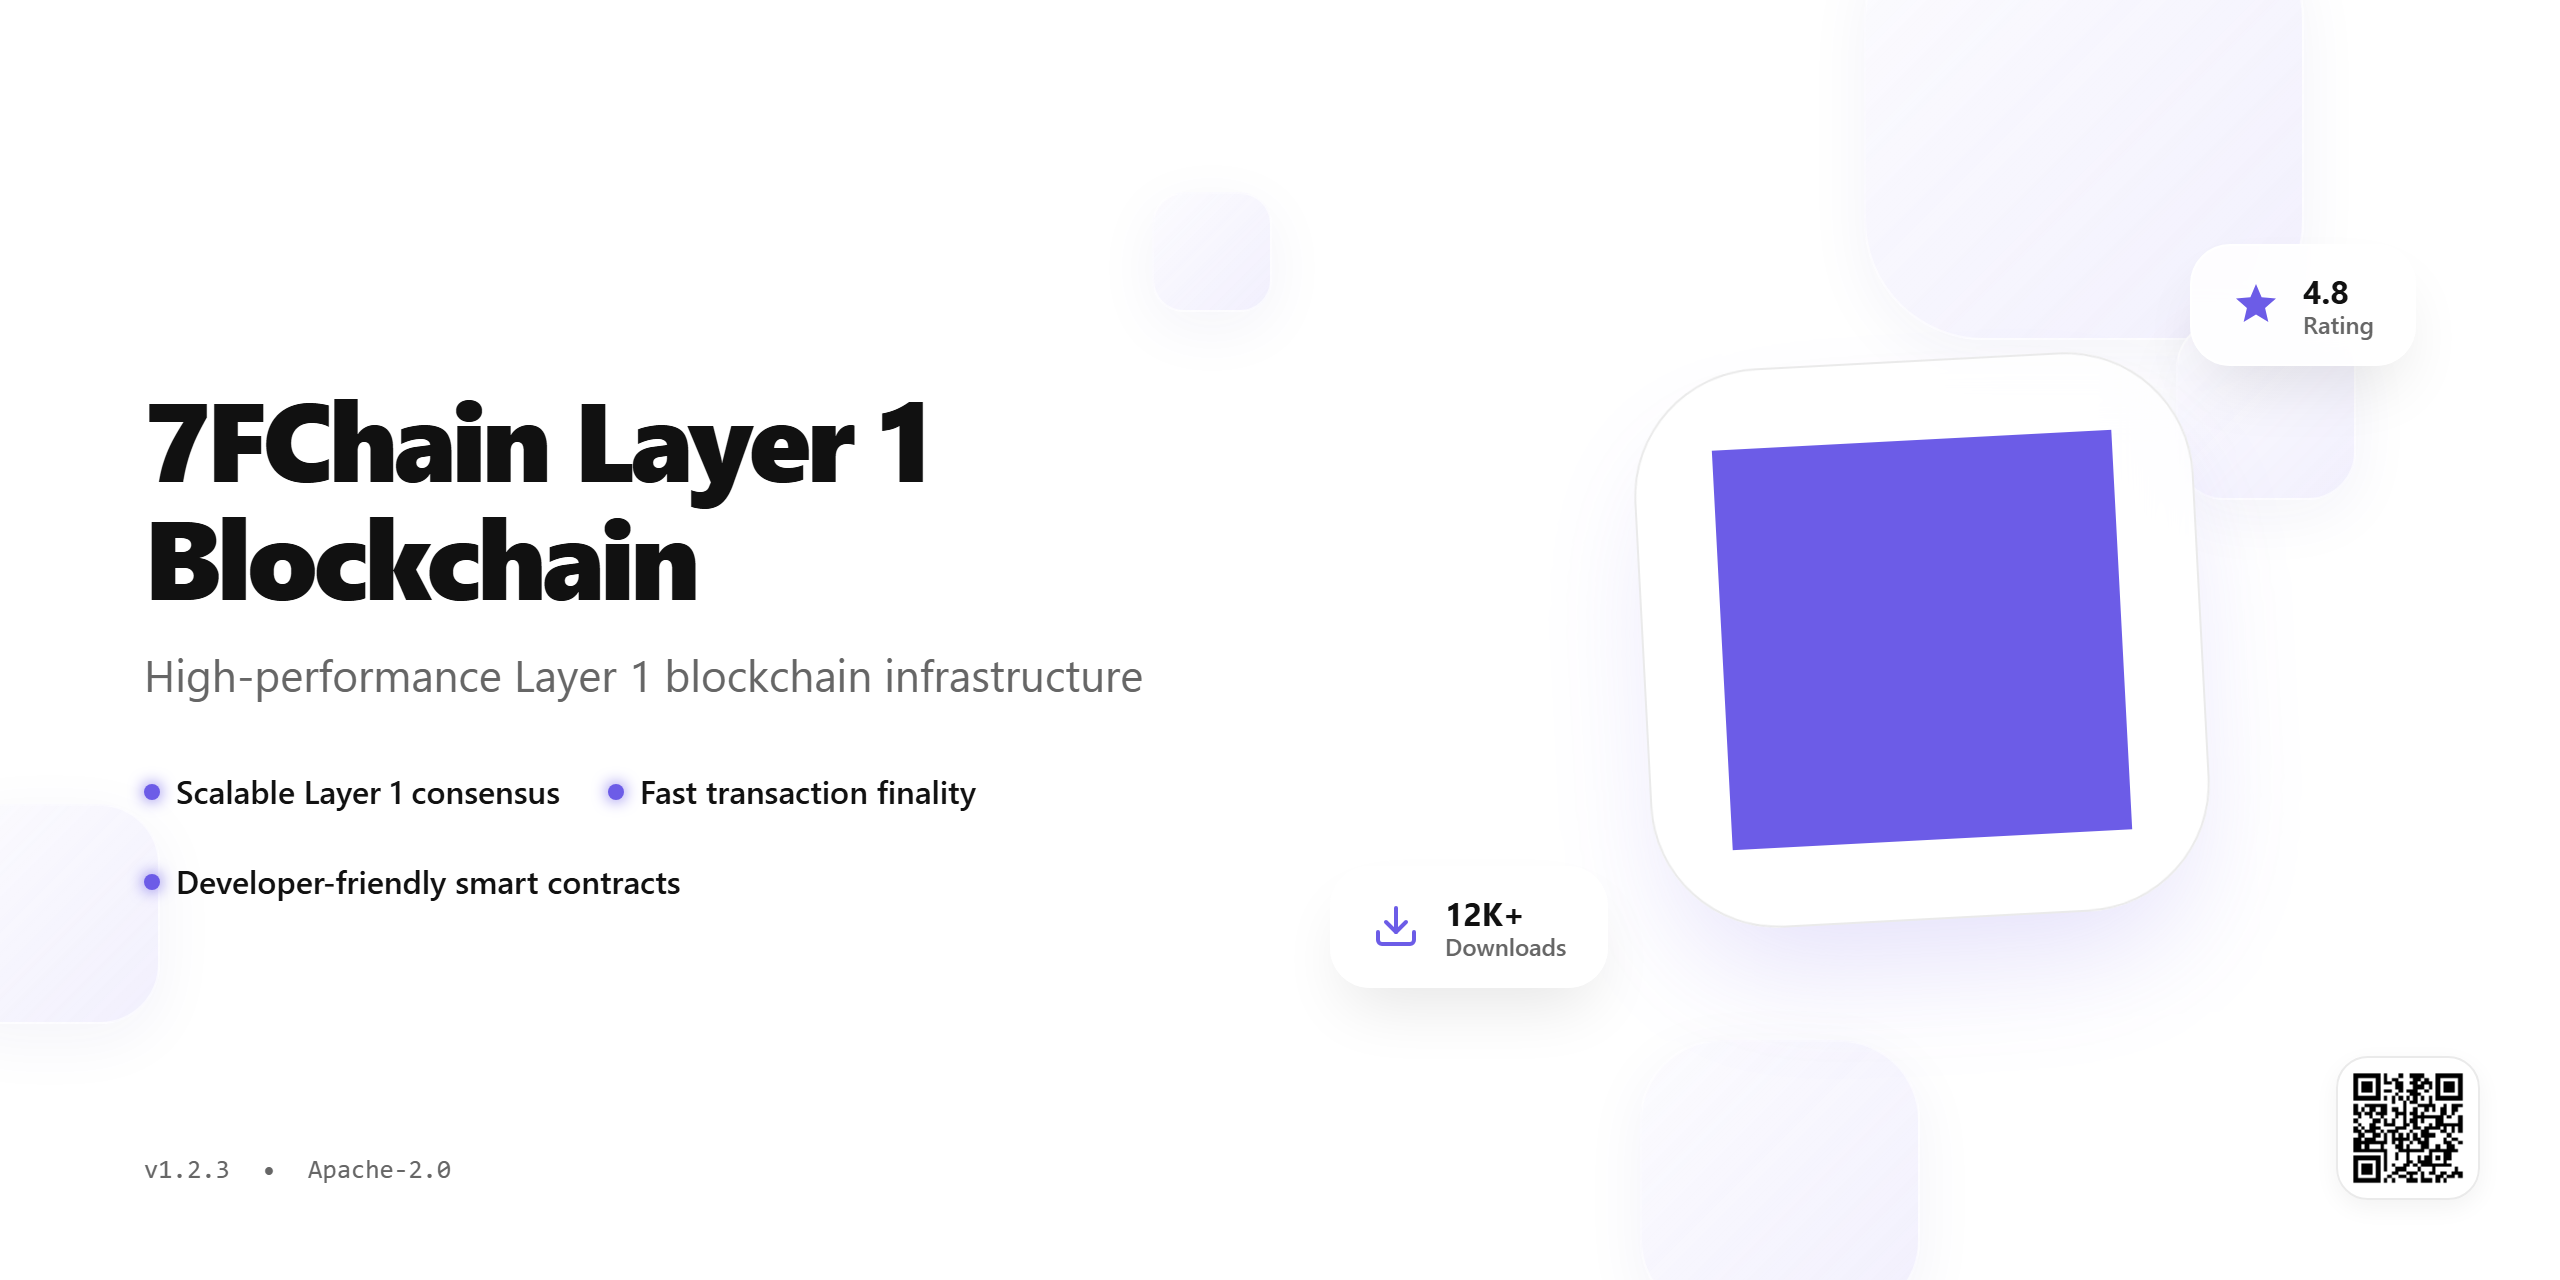 7FChain Layer 1
Blockchain
High-performance Layer 1 blockchain infrastructure
Scalable Layer 1 consensus
Fast transaction finality
Developer-friendly smart contracts
v1.2.3 • Apache-2.0
4.8
Rating
12K+
Downloads